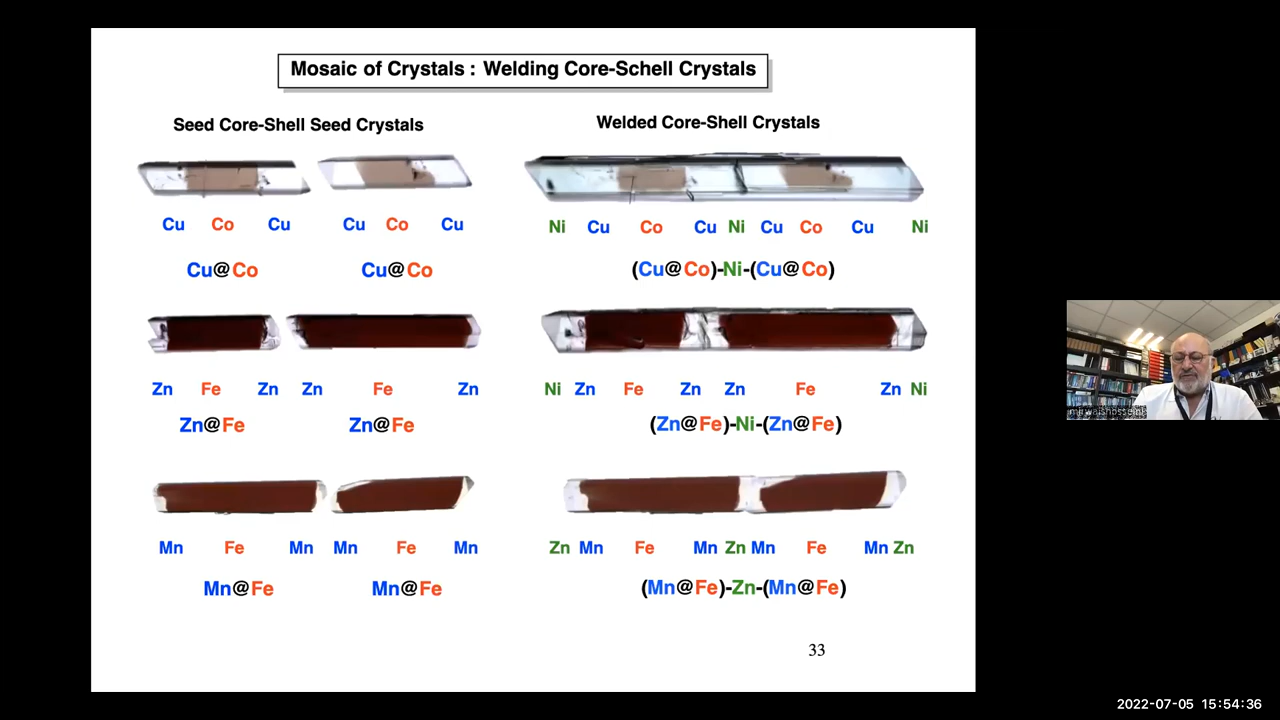 Mosaic of Crystals : Welding Core-Schell Crystals
Seed Core-Shell Seed Crystals
Welded Core-Shell Crystals
Cu Co Cu Cu Co Cu
Ni Cu Co Cu Ni Cu Co Cu Ni
Cu@Co Cu@Co
(Cu@Co)-Ni-(Cu@Co)
Zn Fe Zn Zn Fe Zn
Ni Zn Fe Zn Zn Fe Zn Ni
Zn@Fe Zn@Fe
(Zn@Fe)-Ni-(Zn@Fe)
Mn Fe Mn Mn Fe Mn
Zn Mn Fe Mn Zn Mn Fe Mn Zn
Mn@Fe Mn@Fe
(Mn@Fe)-Zn-(Mn@Fe)
33
2022-07-05 15:54:36